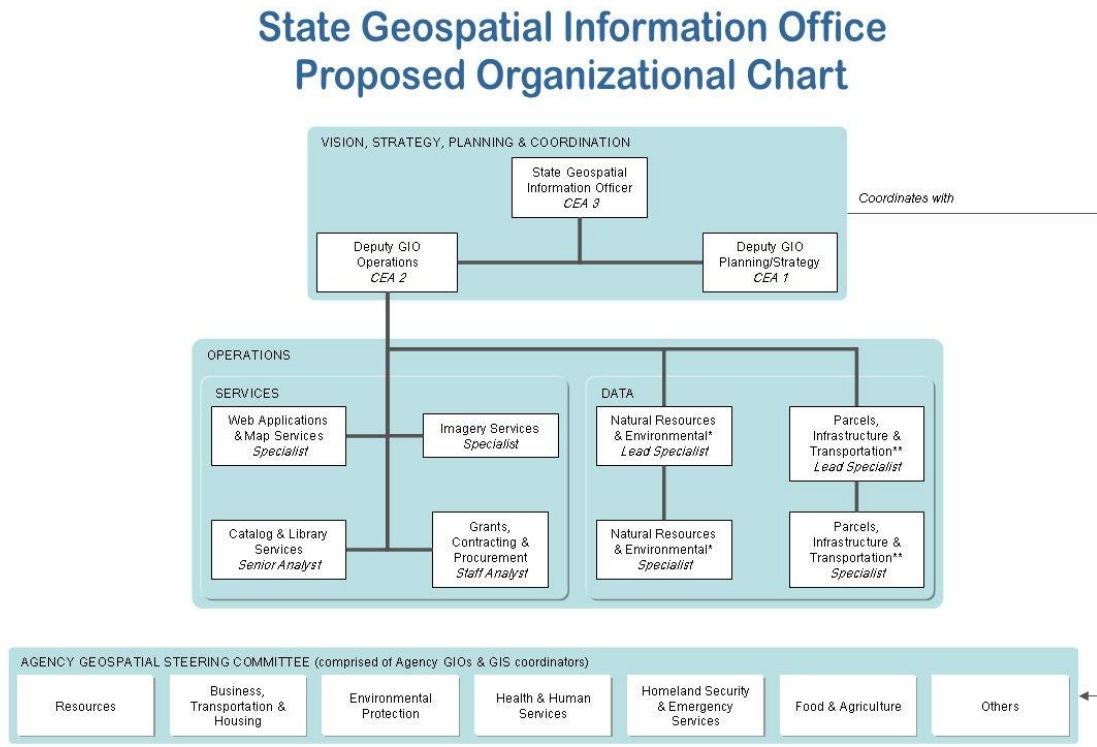 State Geospatial Information Office
Proposed Organizational Chart
VISION, STRATEGY, PLANNING & COORDINATION
State Geospatial
Information Officer
CEA 3
Coordinates with
Deputy GIO
Operations
CEA 2
Deputy GIO
Planning/Strategy
CEA 1
OPERATIONS
SERVICES
Web Applications
& Map Services
Specialist
Imagery Services
Specialist
Catalog & Library
Services
Senior Analyst
Grants,
Contracting &
Procurement
Staff Analyst
DATA
Natural Resources
& Environmental*
Lead Specialist
Parcels,
Infrastructure &
Transportation**
Lead Specialist
Natural Resources
& Environmental*
Specialist
Parcels,
Infrastructure &
Transportation**
Specialist
AGENCY GEOSPATIAL STEERING COMMITTEE (comprised of Agency GIOs & GIS coordinators)
Resources
Business,
Transportation &
Housing
Environmental
Protection
Health & Human
Services
Homeland Security
& Emergency
Services
Food & Agriculture
Others